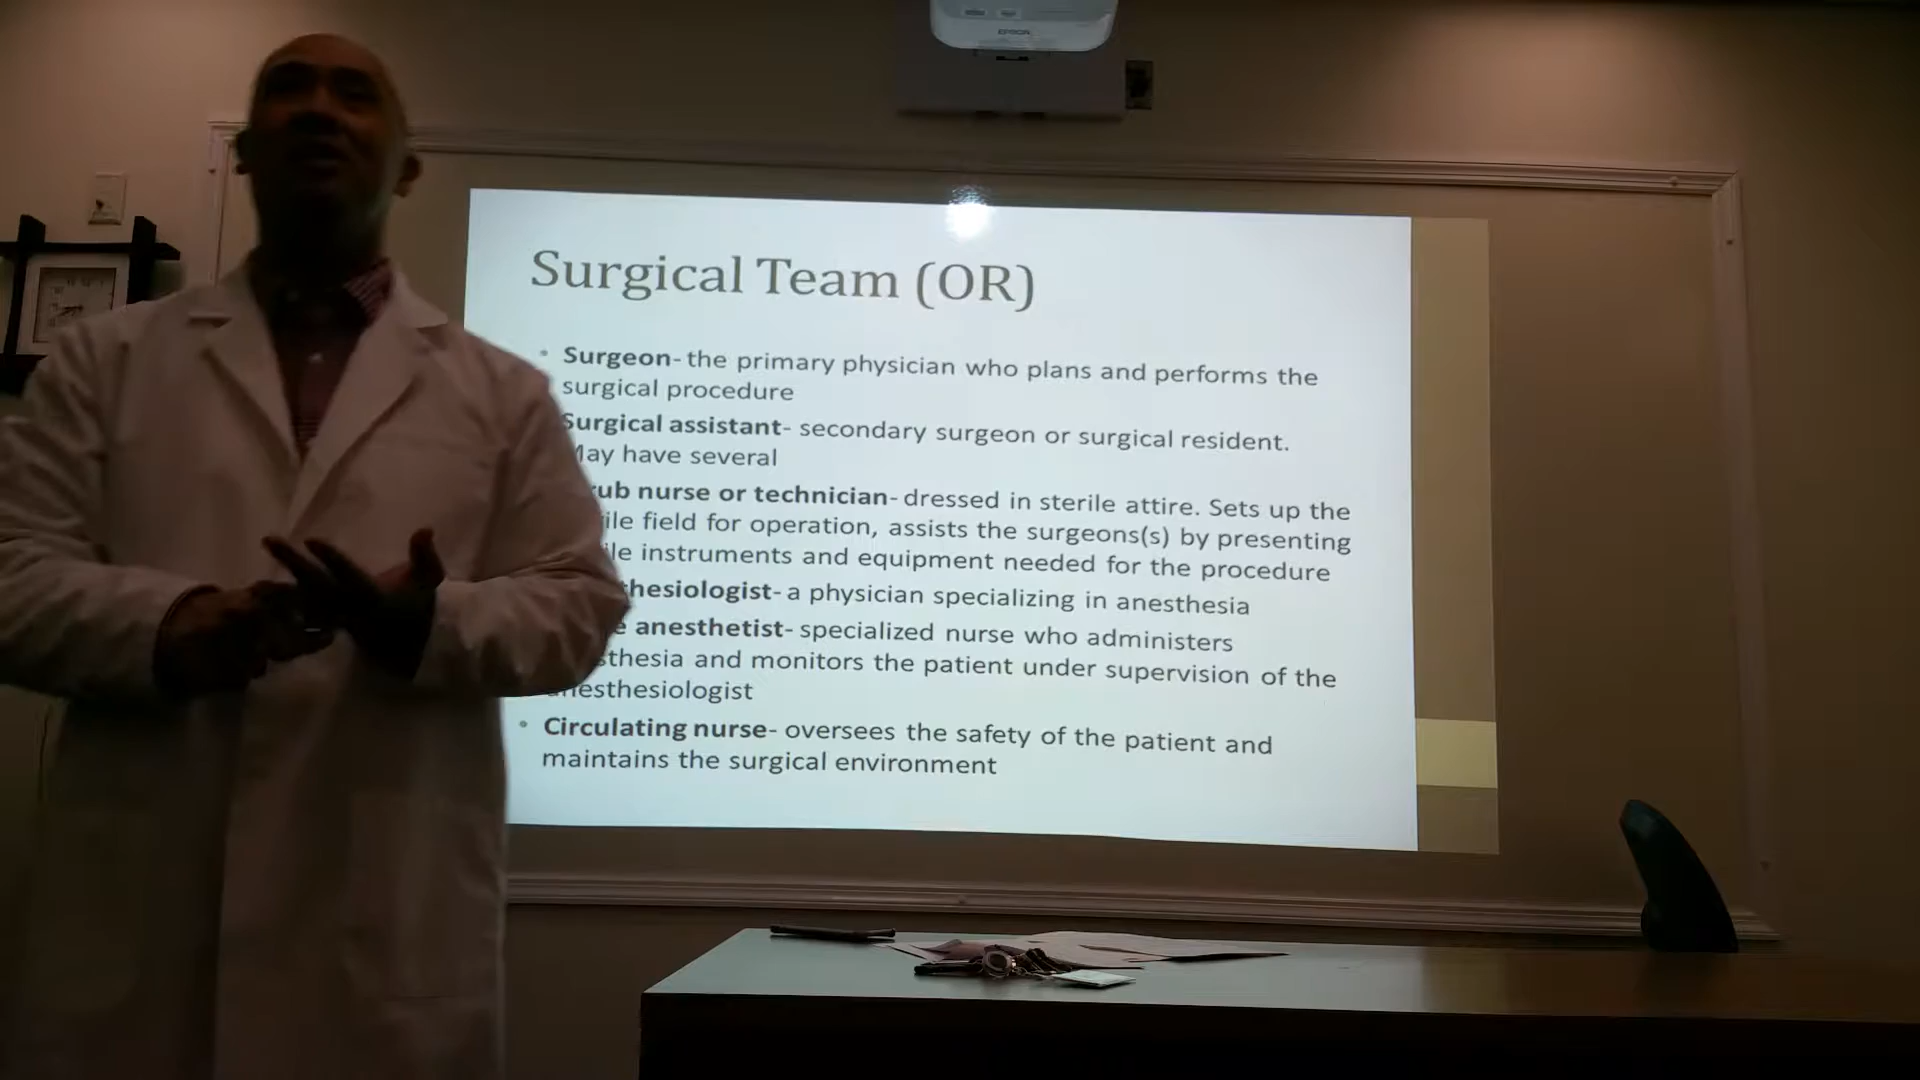 EPSON
Surgical Team (OR)
• Surgeon- the primary physician who plans and performs the
surgical procedure
Surgical assistant- secondary surgeon or surgical resident.
May have several
rub nurse or technician- dressed in sterile attire. Sets up the
ile field for operation, assists the surgeons(s) by presenting
ile instruments and equipment needed for the procedure
thesiologist- a physician specializing in anesthesia
e anesthetist- specialized nurse who administers
sthesia and monitors the patient under supervision of the
anesthesiologist
• Circulating nurse- oversees the safety of the patient and
maintains the surgical environment